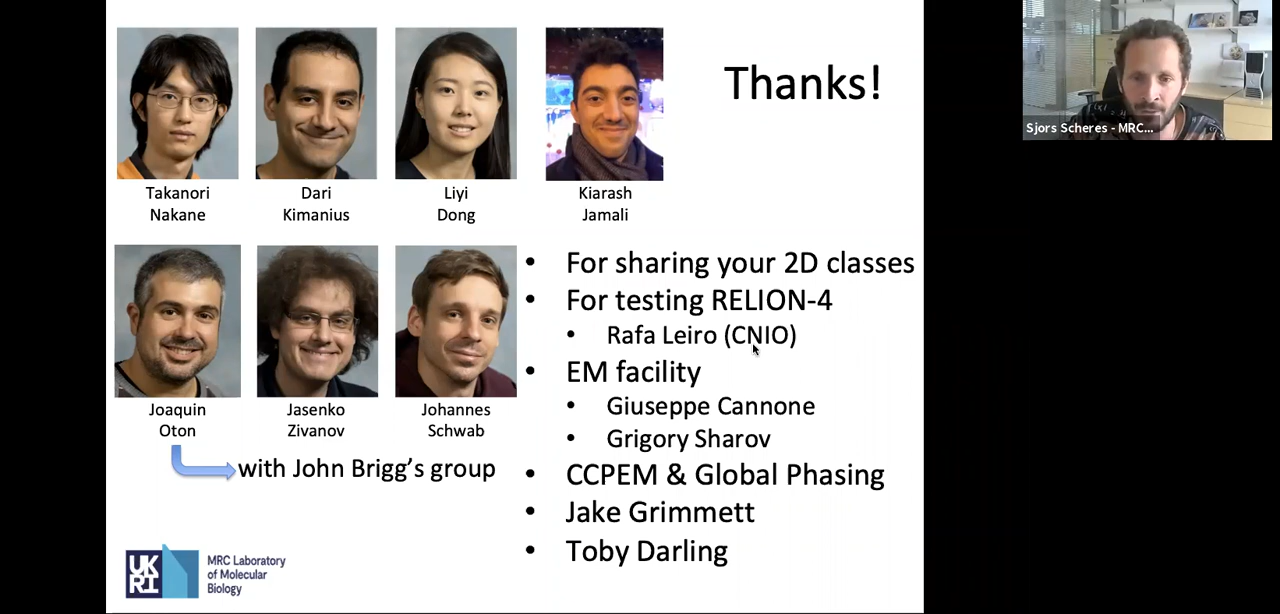 Thanks!
Takanori
Nakane
Dari
Kimanius
Liyi
Dong
Kiarash
Jamali
Joaquin
Oton
Jasenko
Zivanov
Johannes
Schwab
with John Brigg's group
• For sharing your 2D classes
• For testing RELION-4
• Rafa Leiro (CNIO)
• EM facility
• Giuseppe Cannone
• Grigory Sharov
• CCPEM & Global Phasing
• Jake Grimmett
• Toby Darling
UK
RI
MRC Laboratory
of Molecular
Biology
Sjors Scheres - MRC...